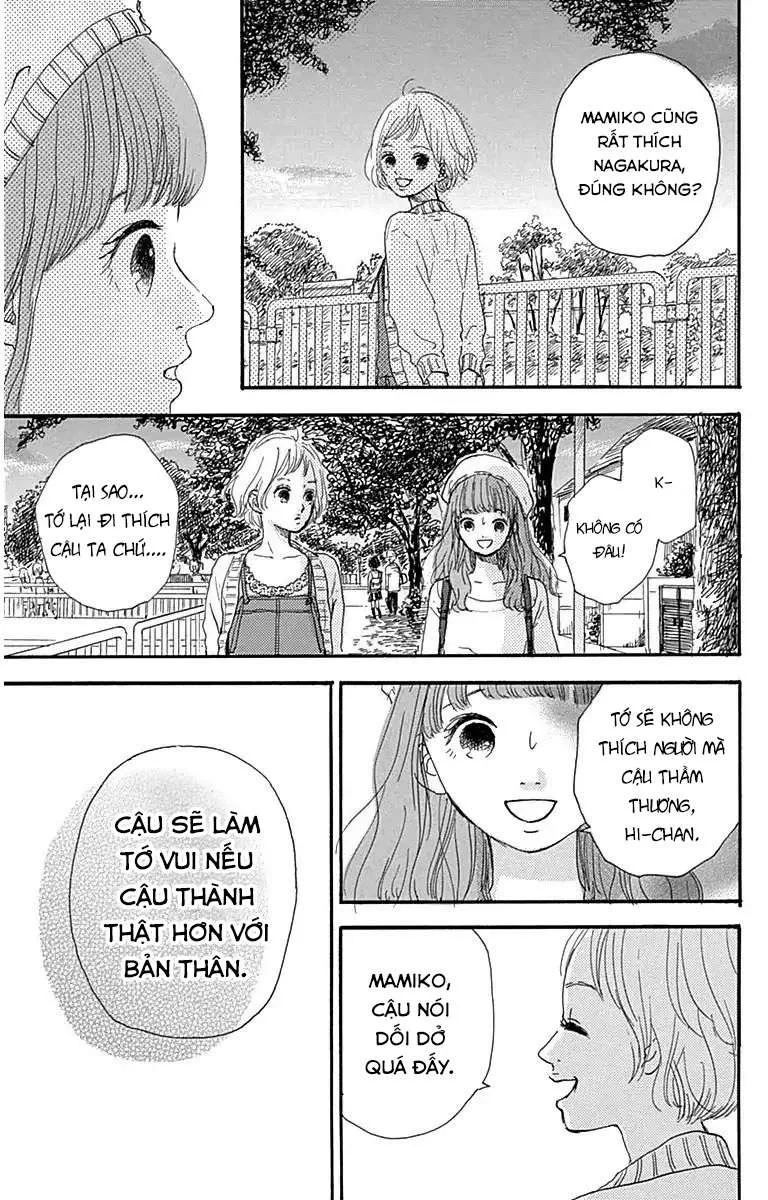 MAMIKO CŨNG
RẤT THÍCH
NAGAKURA,
ĐÚNG KHÔNG?
K-
KHÔNG CÓ
ĐÂU!
TẠI SAO...
TỚ LẠI ĐI THÍCH
CẬU TA CHỨ....
TỚ SẼ KHÔNG
THÍCH NGƯỜI MÀ
CẬU THẦM
THƯƠNG,
HI-CHAN.
MAMIKO,
CẬU NÓI
DỐI DỞ
QUÁ ĐẤY.
CẬU SẼ LÀM
TỚ VUI NẾU
CẬU THÀNH
THẬT HƠN VỚI
BẢN THÂN.